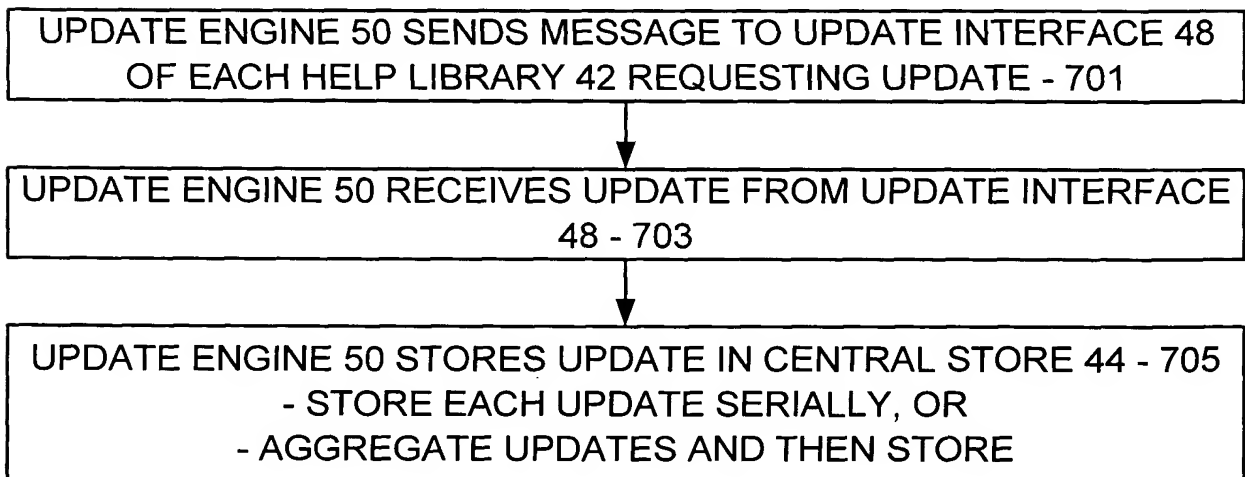 UPDATE ENGINE 50 SENDS MESSAGE TO UPDATE INTERFACE 48
OF EACH HELP LIBRARY 42 REQUESTING UPDATE - 701
UPDATE ENGINE 50 RECEIVES UPDATE FROM UPDATE INTERFACE
48 - 703
UPDATE ENGINE 50 STORES UPDATE IN CENTRAL STORE 44 - 705
- STORE EACH UPDATE SERIALLY, OR
- AGGREGATE UPDATES AND THEN STORE